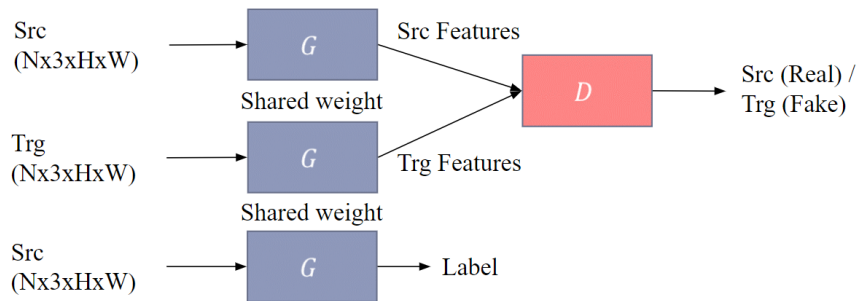 Src
(Nx3xHxW)
G
Src Features
Shared weight
D
Src (Real) /
Trg (Fake)
Trg
(Nx3xHxW)
G
Trg Features
Shared weight
Src
(Nx3xHxW)
G
Label